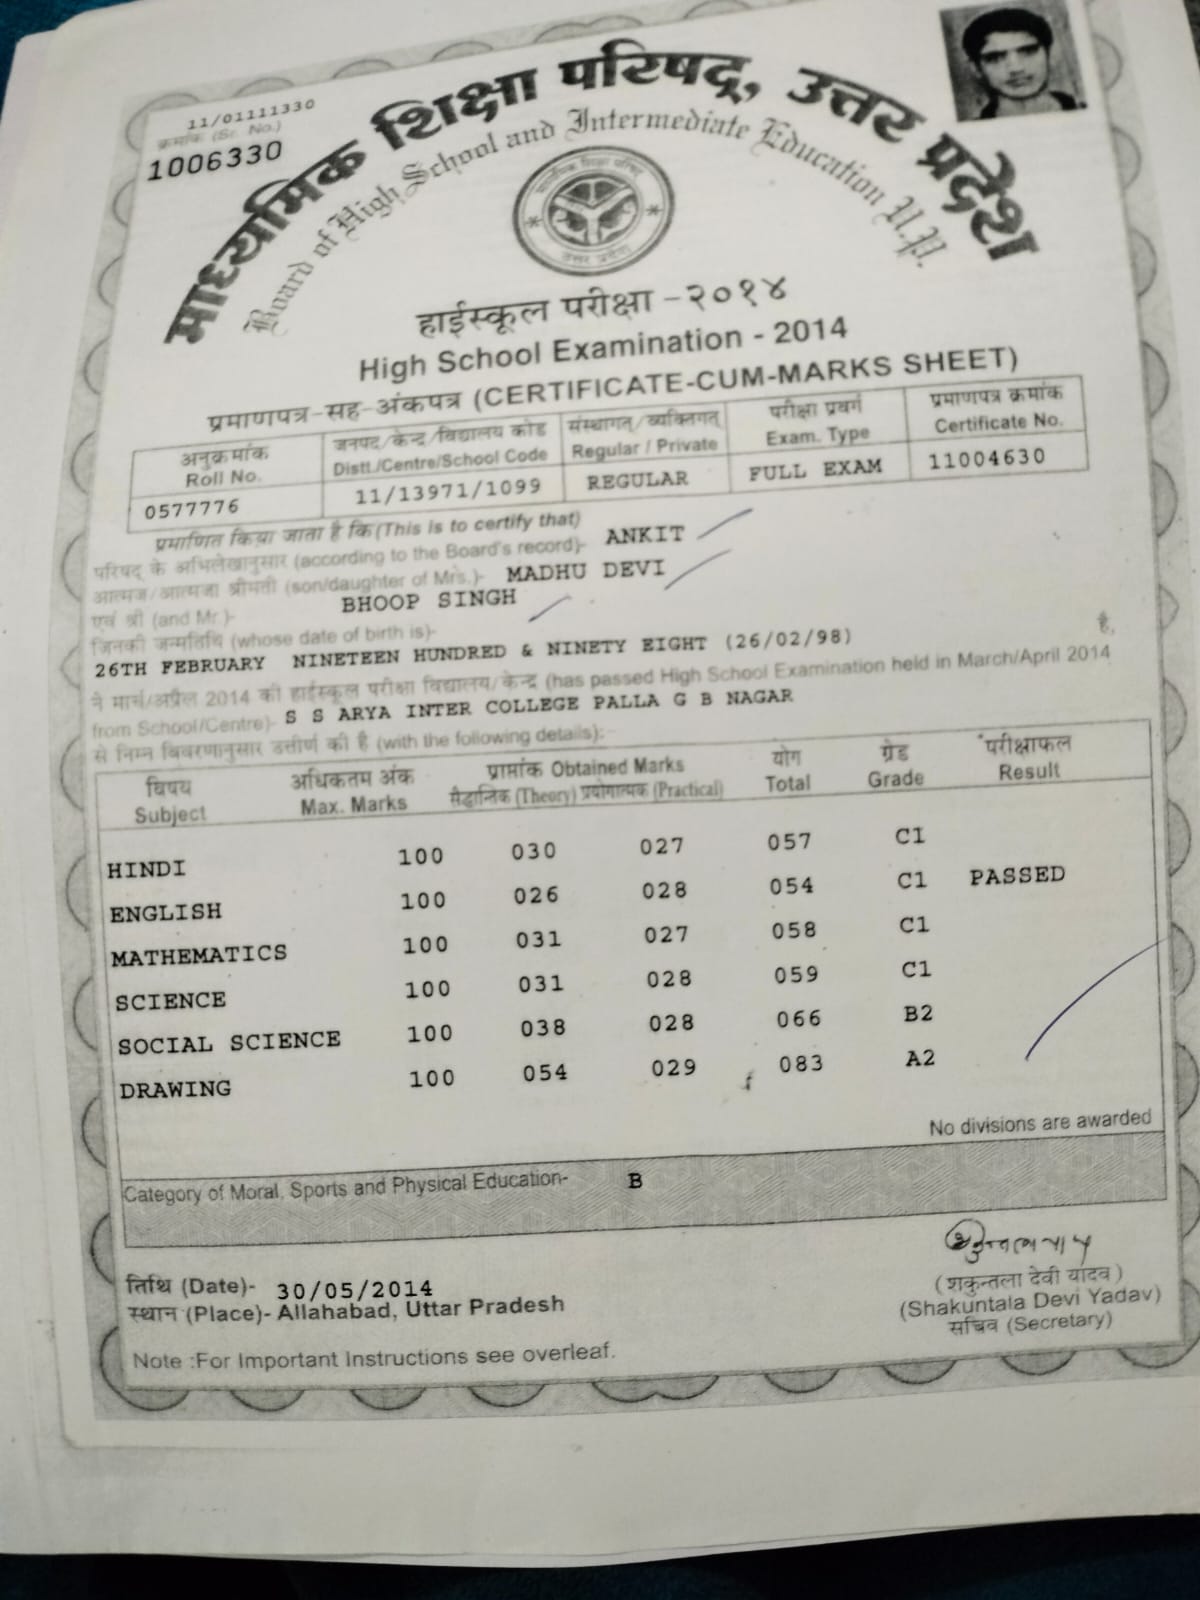 11/01111330
क्रमांक (Sr. No.)
1006330
माध्यमिक शिक्षा परिषद्, उत्तर प्रदेश
Board of High School and Intermediate Education U.P.
माध्यमिक शिक्षा परिषद्
उत्तर प्रदेश
हाईस्कूल परीक्षा -२०१४
High School Examination - 2014
प्रमाणपत्र-सह-अंकपत्र (CERTIFICATE-CUM-MARKS SHEET)
अनुक्रमांक जनपद/केन्द्र/विद्यालय कोड संस्थागत/व्यक्तिगत् परीक्षा प्रवर्ग प्रमाणपत्र क्रमांक
Roll No. Distt./Centre/School Code Regular / Private Exam. Type Certificate No.
0577776 11/13971/1099 REGULAR FULL EXAM 11004630
प्रमाणित किया जाता है कि (This is to certify that)
परिषद् के अभिलेखानुसार (according to the Board's record)- ANKIT
आत्मज/आत्मजा श्रीमती (son/daughter of Mrs.)- MADHU DEVI
एवं श्री (and Mr.)- BHOOP SINGH
जिनकी जन्मतिथि (whose date of birth is)-
26TH FEBRUARY NINETEEN HUNDRED & NINETY EIGHT (26/02/98) है,
ने मार्च/अप्रैल 2014 की हाईस्कूल परीक्षा विद्यालय/केन्द्र (has passed High School Examination held in March/April 2014
from School/Centre)- S S ARYA INTER COLLEGE PALLA G B NAGAR
से निम्न विवरणानुसार उत्तीर्ण की है (with the following details):-
विषय अधिकतम अंक प्राप्तांक Obtained Marks योग ग्रेड परीक्षाफल
Subject Max. Marks सैद्धान्तिक (Theory) प्रयोगात्मक (Practical) Total Grade Result
HINDI 100 030 027 057 C1
ENGLISH 100 026 028 054 C1 PASSED
MATHEMATICS 100 031 027 058 C1
SCIENCE 100 031 028 059 C1
SOCIAL SCIENCE 100 038 028 066 B2
DRAWING 100 054 029 083 A2
No divisions are awarded
Category of Moral, Sports and Physical Education- B
तिथि (Date)- 30/05/2014
स्थान (Place)- Allahabad, Uttar Pradesh
(शकुन्तला देवी यादव)
(Shakuntala Devi Yadav)
सचिव (Secretary)
Note :For Important Instructions see overleaf.